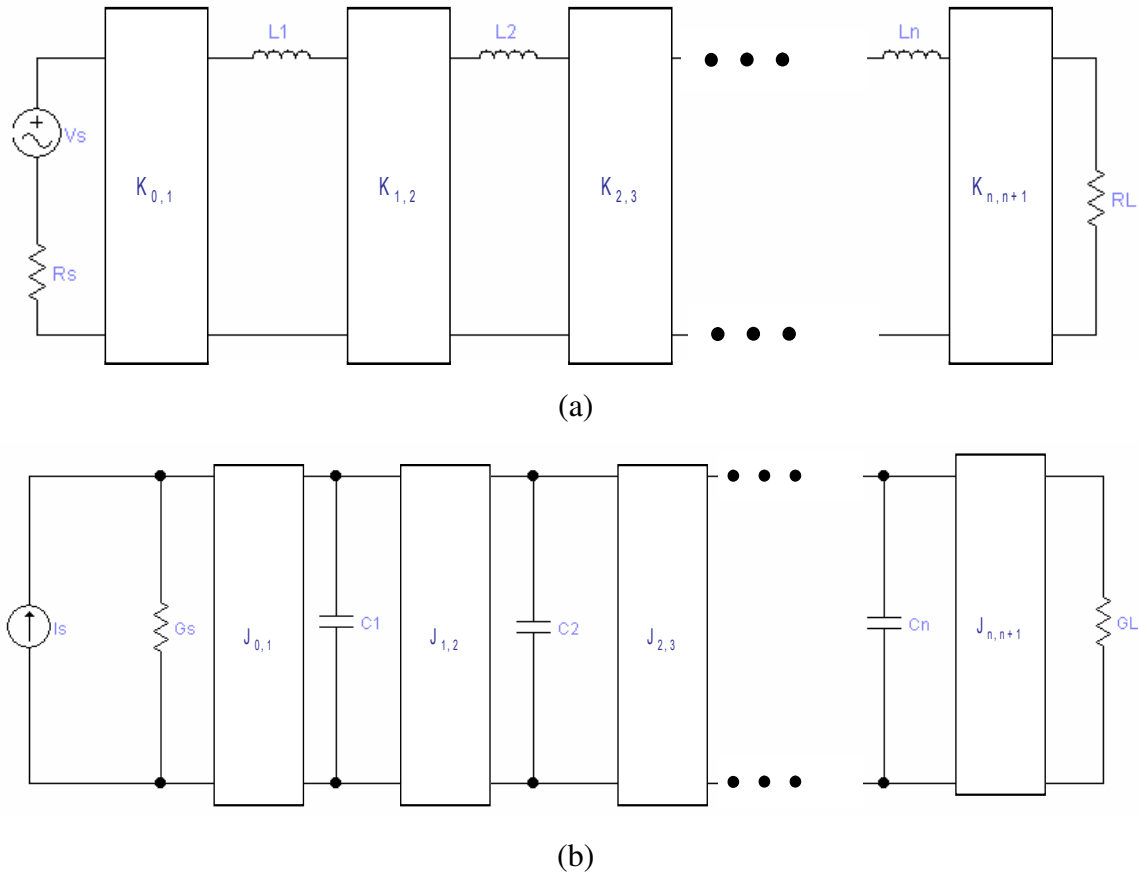 L1 L2 Ln
+
Vs
K0,1 K1,2 K2,3 Kn,n+1
RL
Rs
(a)
Is Gs C1 C2 Cn GL
J0,1 J1,2 J2,3 Jn,n+1
(b)